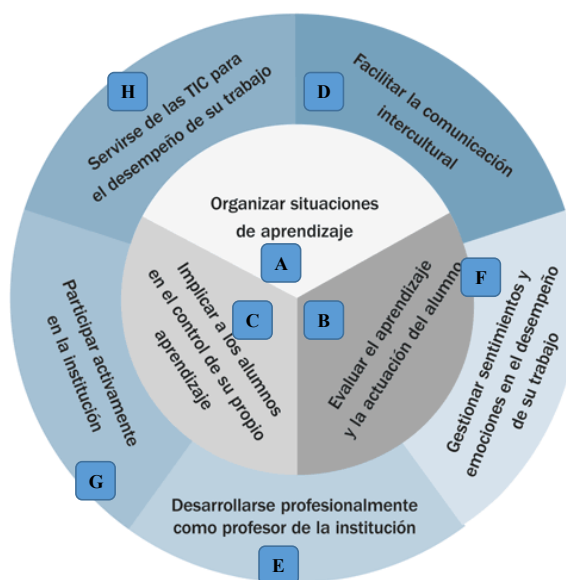 H
Servirse de las TIC para
el desempeño de su trabajo
D
Facilitar la comunicación
intercultural
Organizar situaciones
de aprendizaje
A
Implicar a los alumnos
en el control de su propio
aprendizaje
C
B
Evaluar el aprendizaje
y la actuación del alumno
F
Gestionar sentimientos y
emociones en el desempeño
de su trabajo
Participar activamente
en la institución
G
Desarrollarse profesionalmente
como profesor de la institución
E